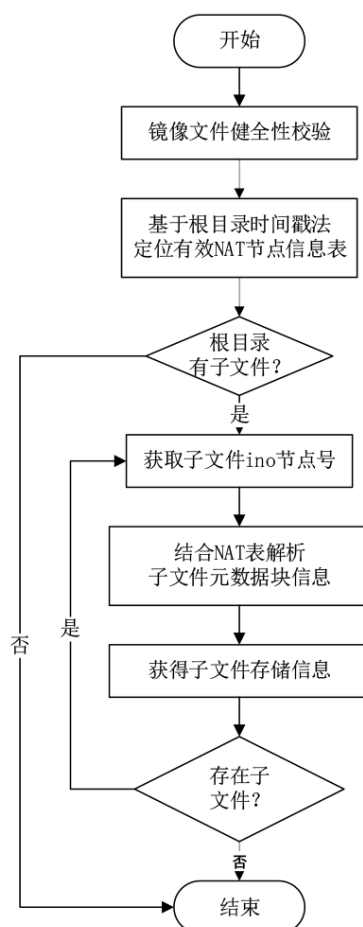 开始
镜像文件健全性校验
基于根目录时间戳法
定位有效NAT节点信息表
根目录
有子文件？
是
获取子文件ino节点号
结合NAT表解析
子文件元数据块信息
是
否
获得子文件存储信息
存在子
文件？
否
结束